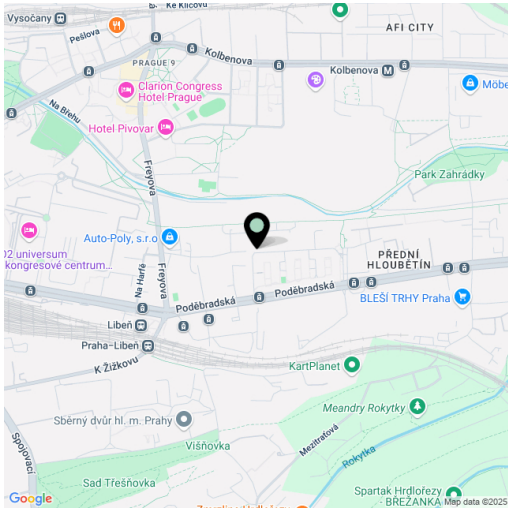 Ke Klíčovu
Vysočany
Pešlova
AFI CITY
Kolbenova
PRAGUE 9
Kolbenova
M
Clarion Congress
Hotel Prague
Möbe
Na Břehu
Hotel Pivovar
Freyova
Park Zahrádky
Auto-Poly, s.r.o
O2 universum
kongresové centrum...
PŘEDNÍ
HLOUBĚTÍN
Na Harfě
Freyova
Poděbradská
Poděbradská
BLEŠÍ TRHY Praha
Libeň
Praha-Libeň
K Žižkovu
KartPlanet
Meandry Rokytky
Sběrný dvůr hl. m. Prahy
Mezitraťová
Višňovka
Spojovací
Rokytka
Sad Třešňovka
Spartak Hrdlořezy
- BŘEŽANKA
Google
Map data ©2025